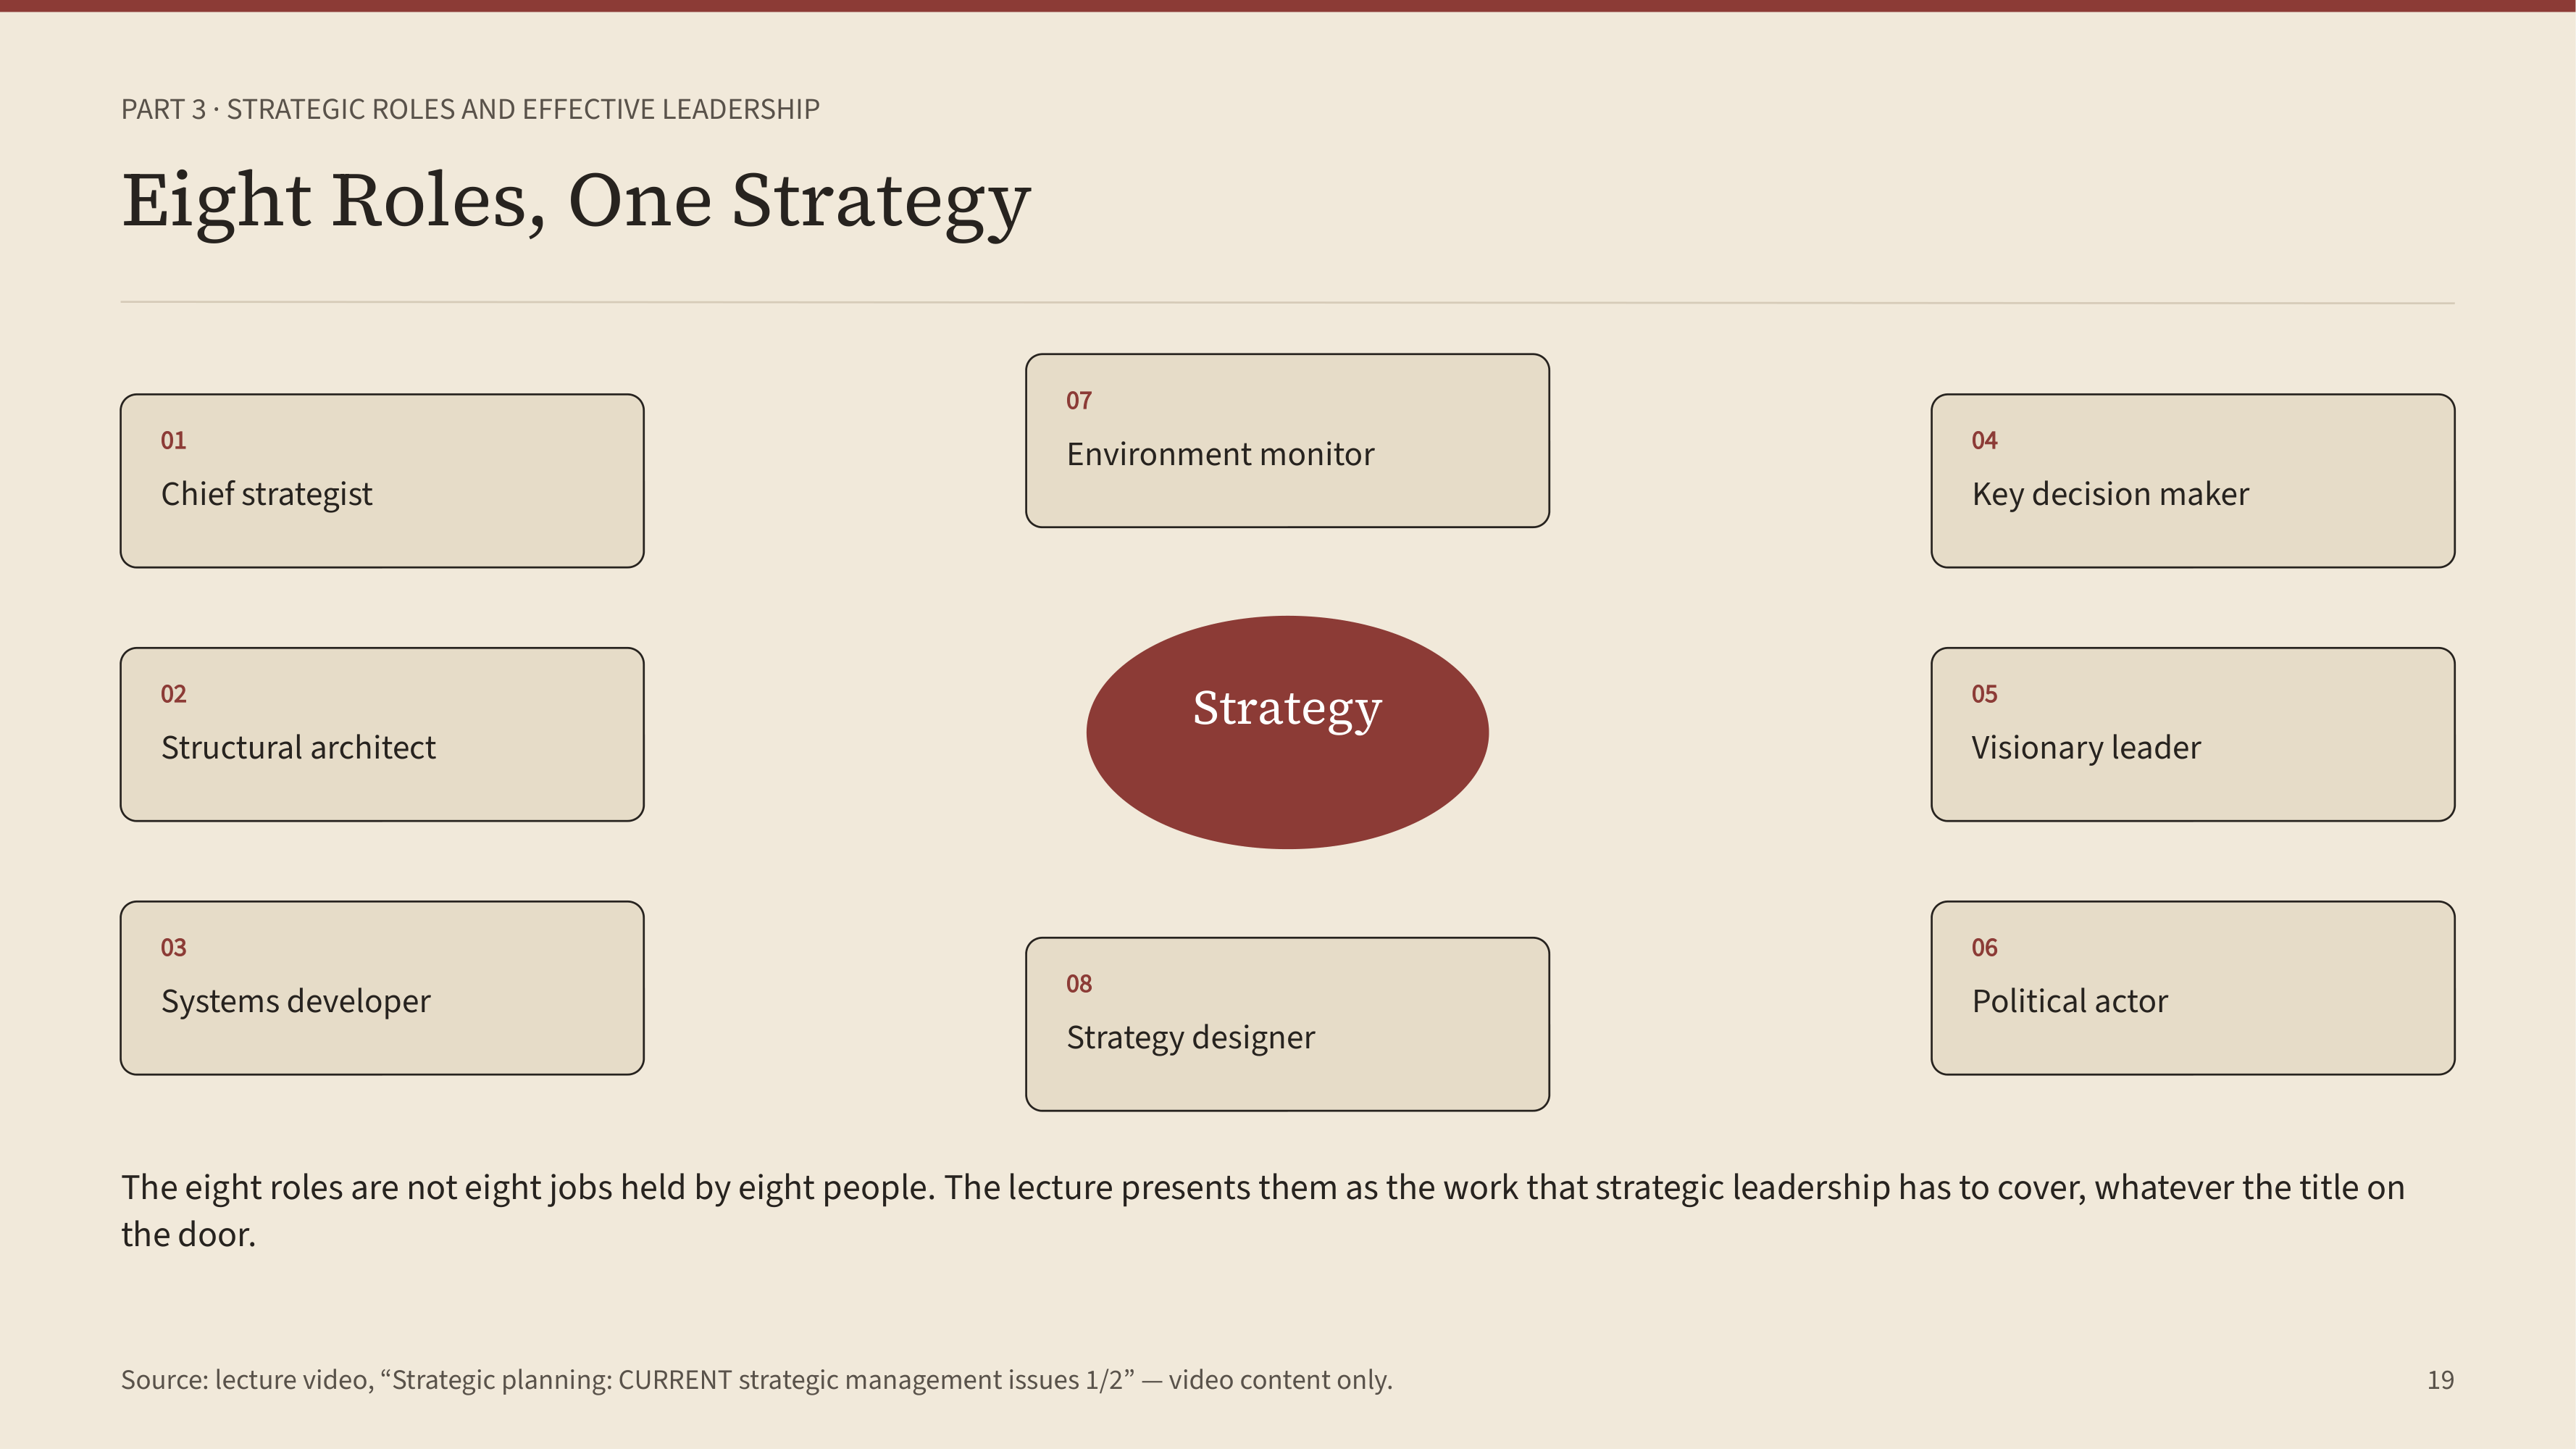 PART 3 · STRATEGIC ROLES AND EFFECTIVE LEADERSHIP
Eight Roles, One Strategy
01
Chief strategist
02
Structural architect
03
Systems developer
07
Environment monitor
Strategy
08
Strategy designer
04
Key decision maker
05
Visionary leader
06
Political actor
The eight roles are not eight jobs held by eight people. The lecture presents them as the work that strategic leadership has to cover, whatever the title on
the door.
Source: lecture video, “Strategic planning: CURRENT strategic management issues 1/2” — video content only.
19